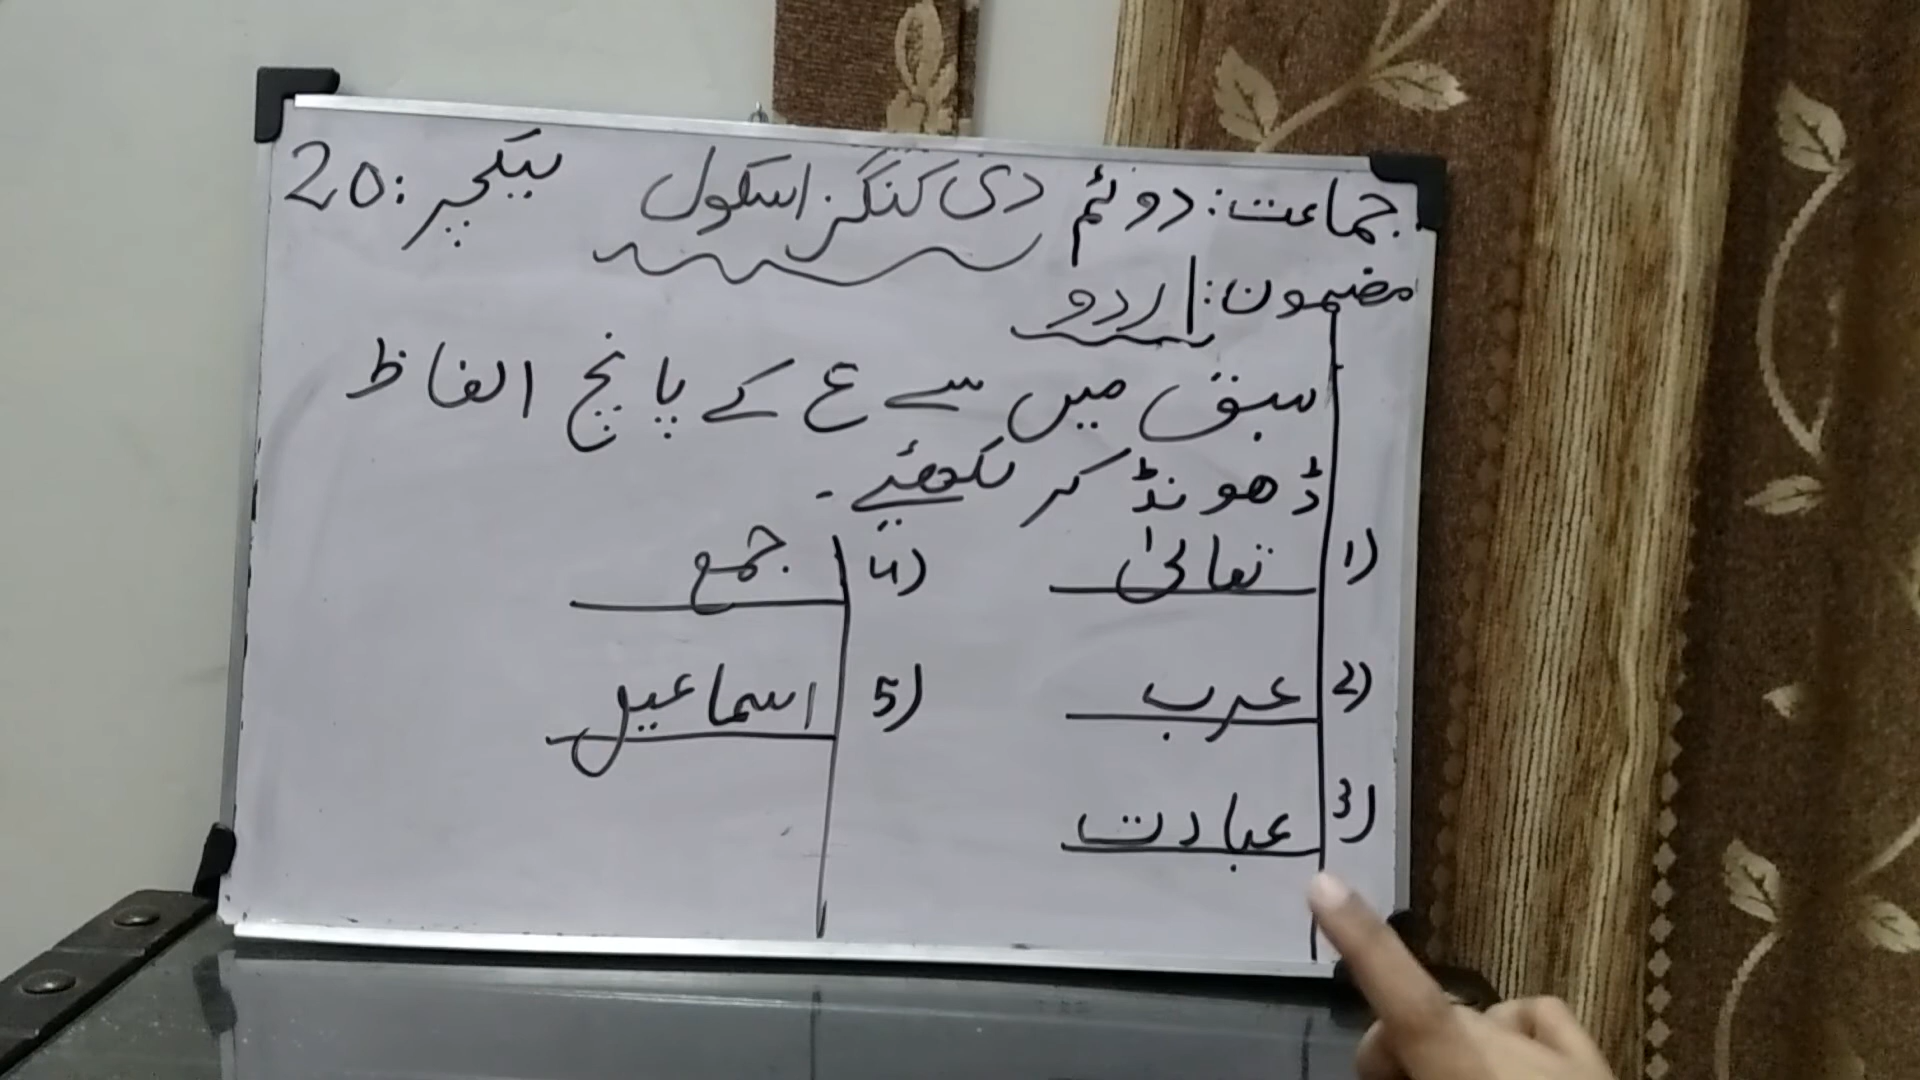 جماعت: دوئم دی کنگز اسکول لیکچر: 20
مضمون: اردو
سبق میں سے ع کے پانچ الفاظ
ڈھونڈ کر لکھئیے۔
1) تعالیٰ
2) عرب
3) عبادت
4) جمع
5) اسماعیل